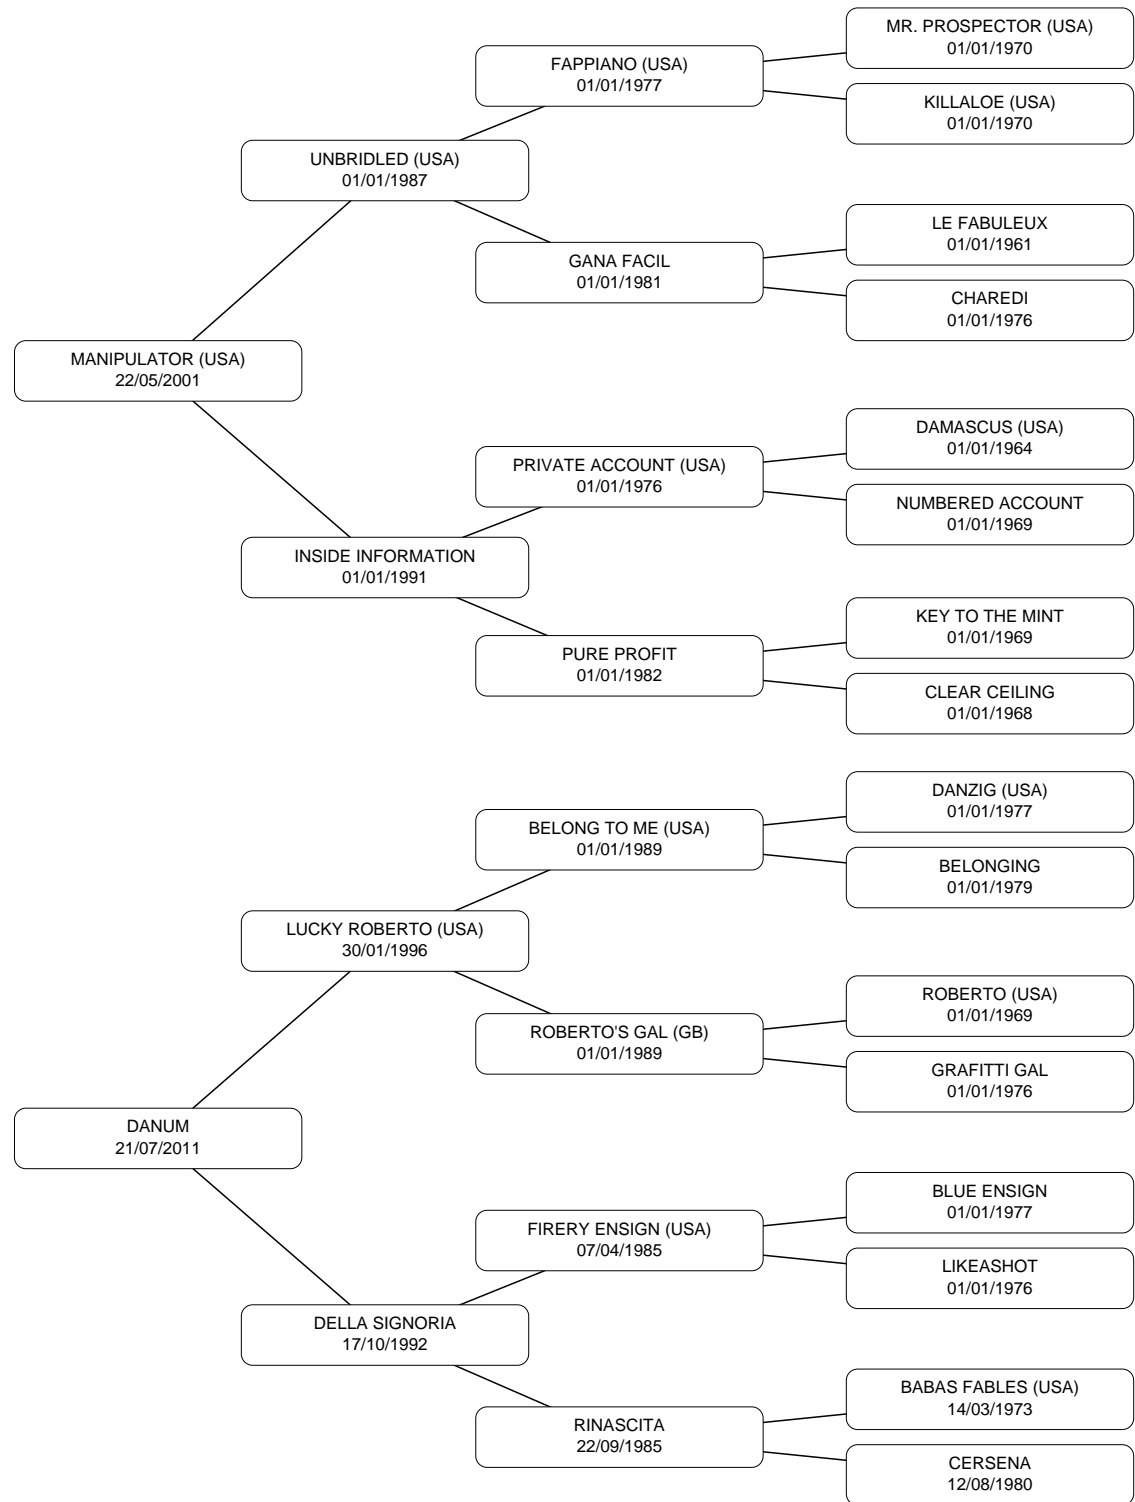 MR. PROSPECTOR (USA)
01/01/1970
FAPPIANO (USA)
01/01/1977
KILLALOE (USA)
01/01/1970
UNBRIDLED (USA)
01/01/1987
LE FABULEUX
01/01/1961
GANA FACIL
01/01/1981
CHAREDI
01/01/1976
MANIPULATOR (USA)
22/05/2001
DAMASCUS (USA)
01/01/1964
PRIVATE ACCOUNT (USA)
01/01/1976
NUMBERED ACCOUNT
01/01/1969
INSIDE INFORMATION
01/01/1991
KEY TO THE MINT
01/01/1969
PURE PROFIT
01/01/1982
CLEAR CEILING
01/01/1968
DANZIG (USA)
01/01/1977
BELONG TO ME (USA)
01/01/1989
BELONGING
01/01/1979
LUCKY ROBERTO (USA)
30/01/1996
ROBERTO (USA)
01/01/1969
ROBERTO'S GAL (GB)
01/01/1989
GRAFITTI GAL
01/01/1976
DANUM
21/07/2011
BLUE ENSIGN
01/01/1977
FIRERY ENSIGN (USA)
07/04/1985
LIKEASHOT
01/01/1976
DELLA SIGNORIA
17/10/1992
BABAS FABLES (USA)
14/03/1973
RINASCITA
22/09/1985
CERSENA
12/08/1980